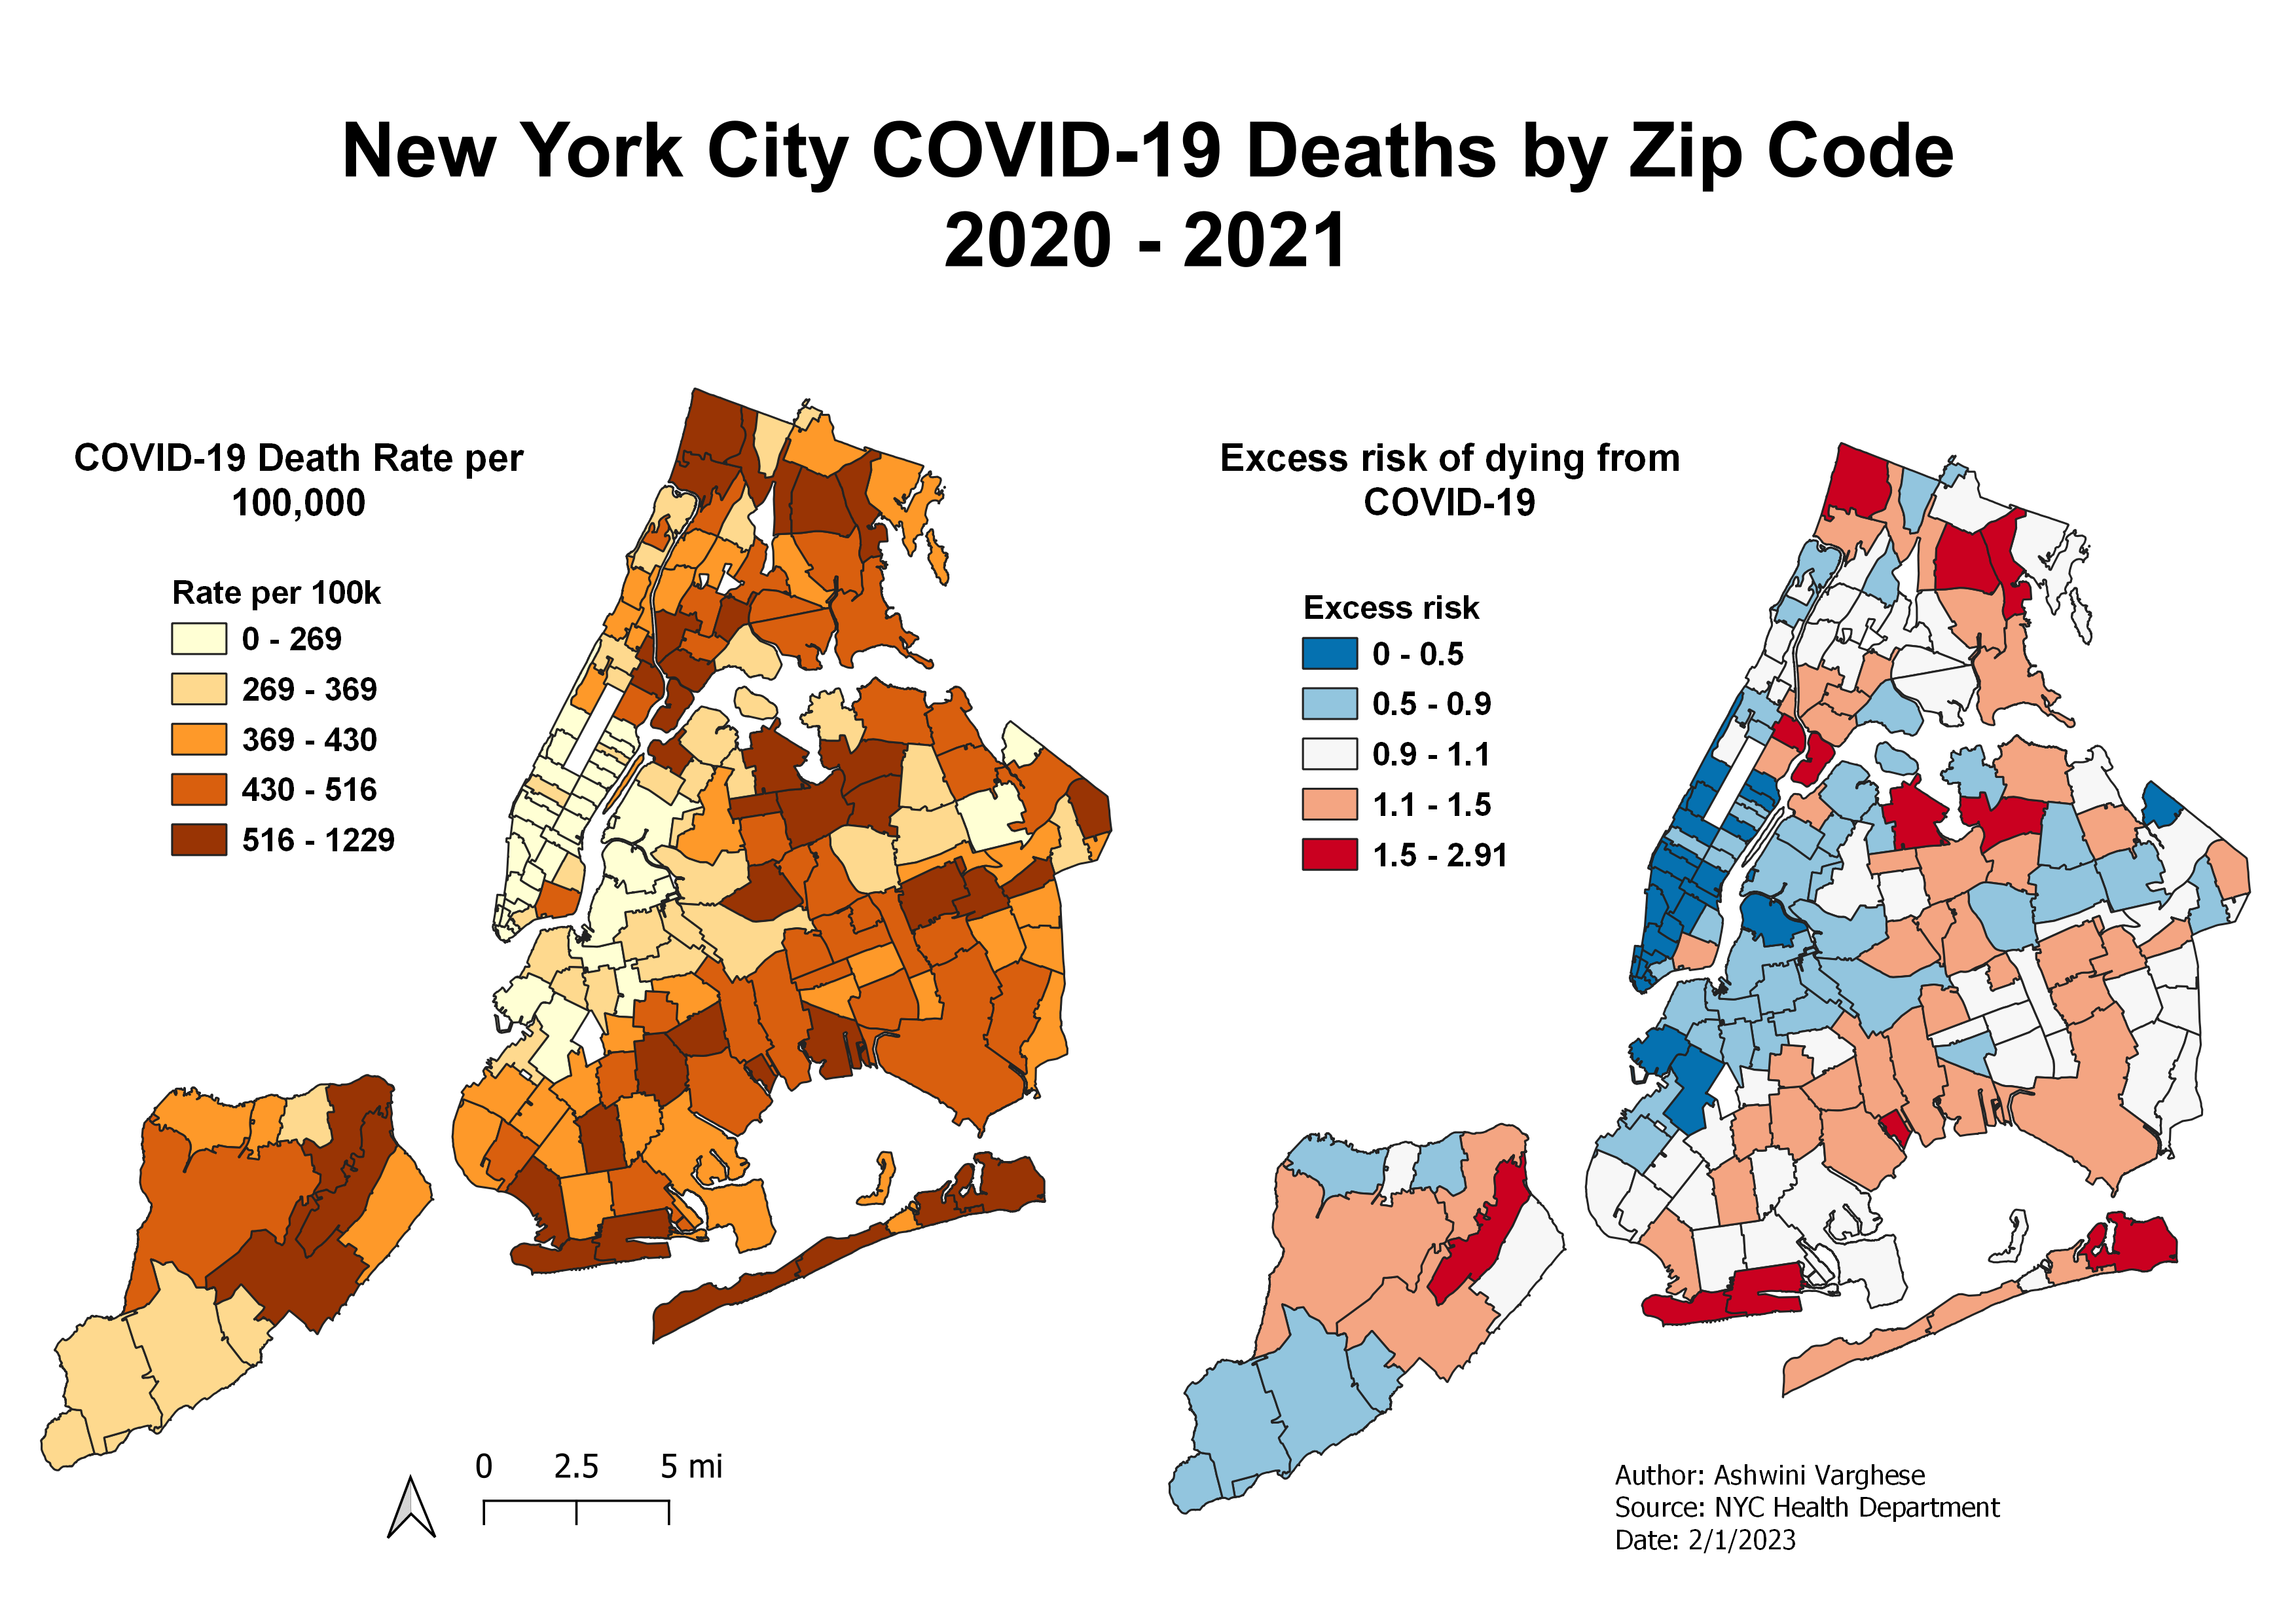 New York City COVID-19 Deaths by Zip Code
2020 - 2021
COVID-19 Death Rate per
100,000
Rate per 100k
0 - 269
269 - 369
369 - 430
430 - 516
516 - 1229
Excess risk of dying from
COVID-19
Excess risk
0 - 0.5
0.5 - 0.9
0.9 - 1.1
1.1 - 1.5
1.5 - 2.91
0 2.5 5 mi
Author: Ashwini Varghese
Source: NYC Health Department
Date: 2/1/2023